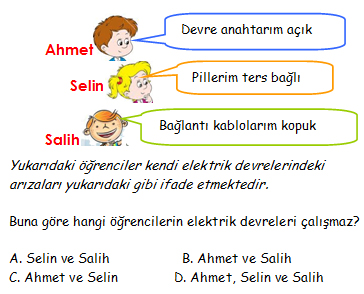 Devre anahtarım açık
Ahmet
Pillerim ters bağlı
Selin
Bağlantı kablolarım kopuk
Salih
Yukarıdaki öğrenciler kendi elektrik devrelerindeki
arızaları yukarıdaki gibi ifade etmektedir.
Buna göre hangi öğrencilerin elektrik devreleri çalışmaz?
A. Selin ve Salih B. Ahmet ve Salih
C. Ahmet ve Selin D. Ahmet, Selin ve Salih